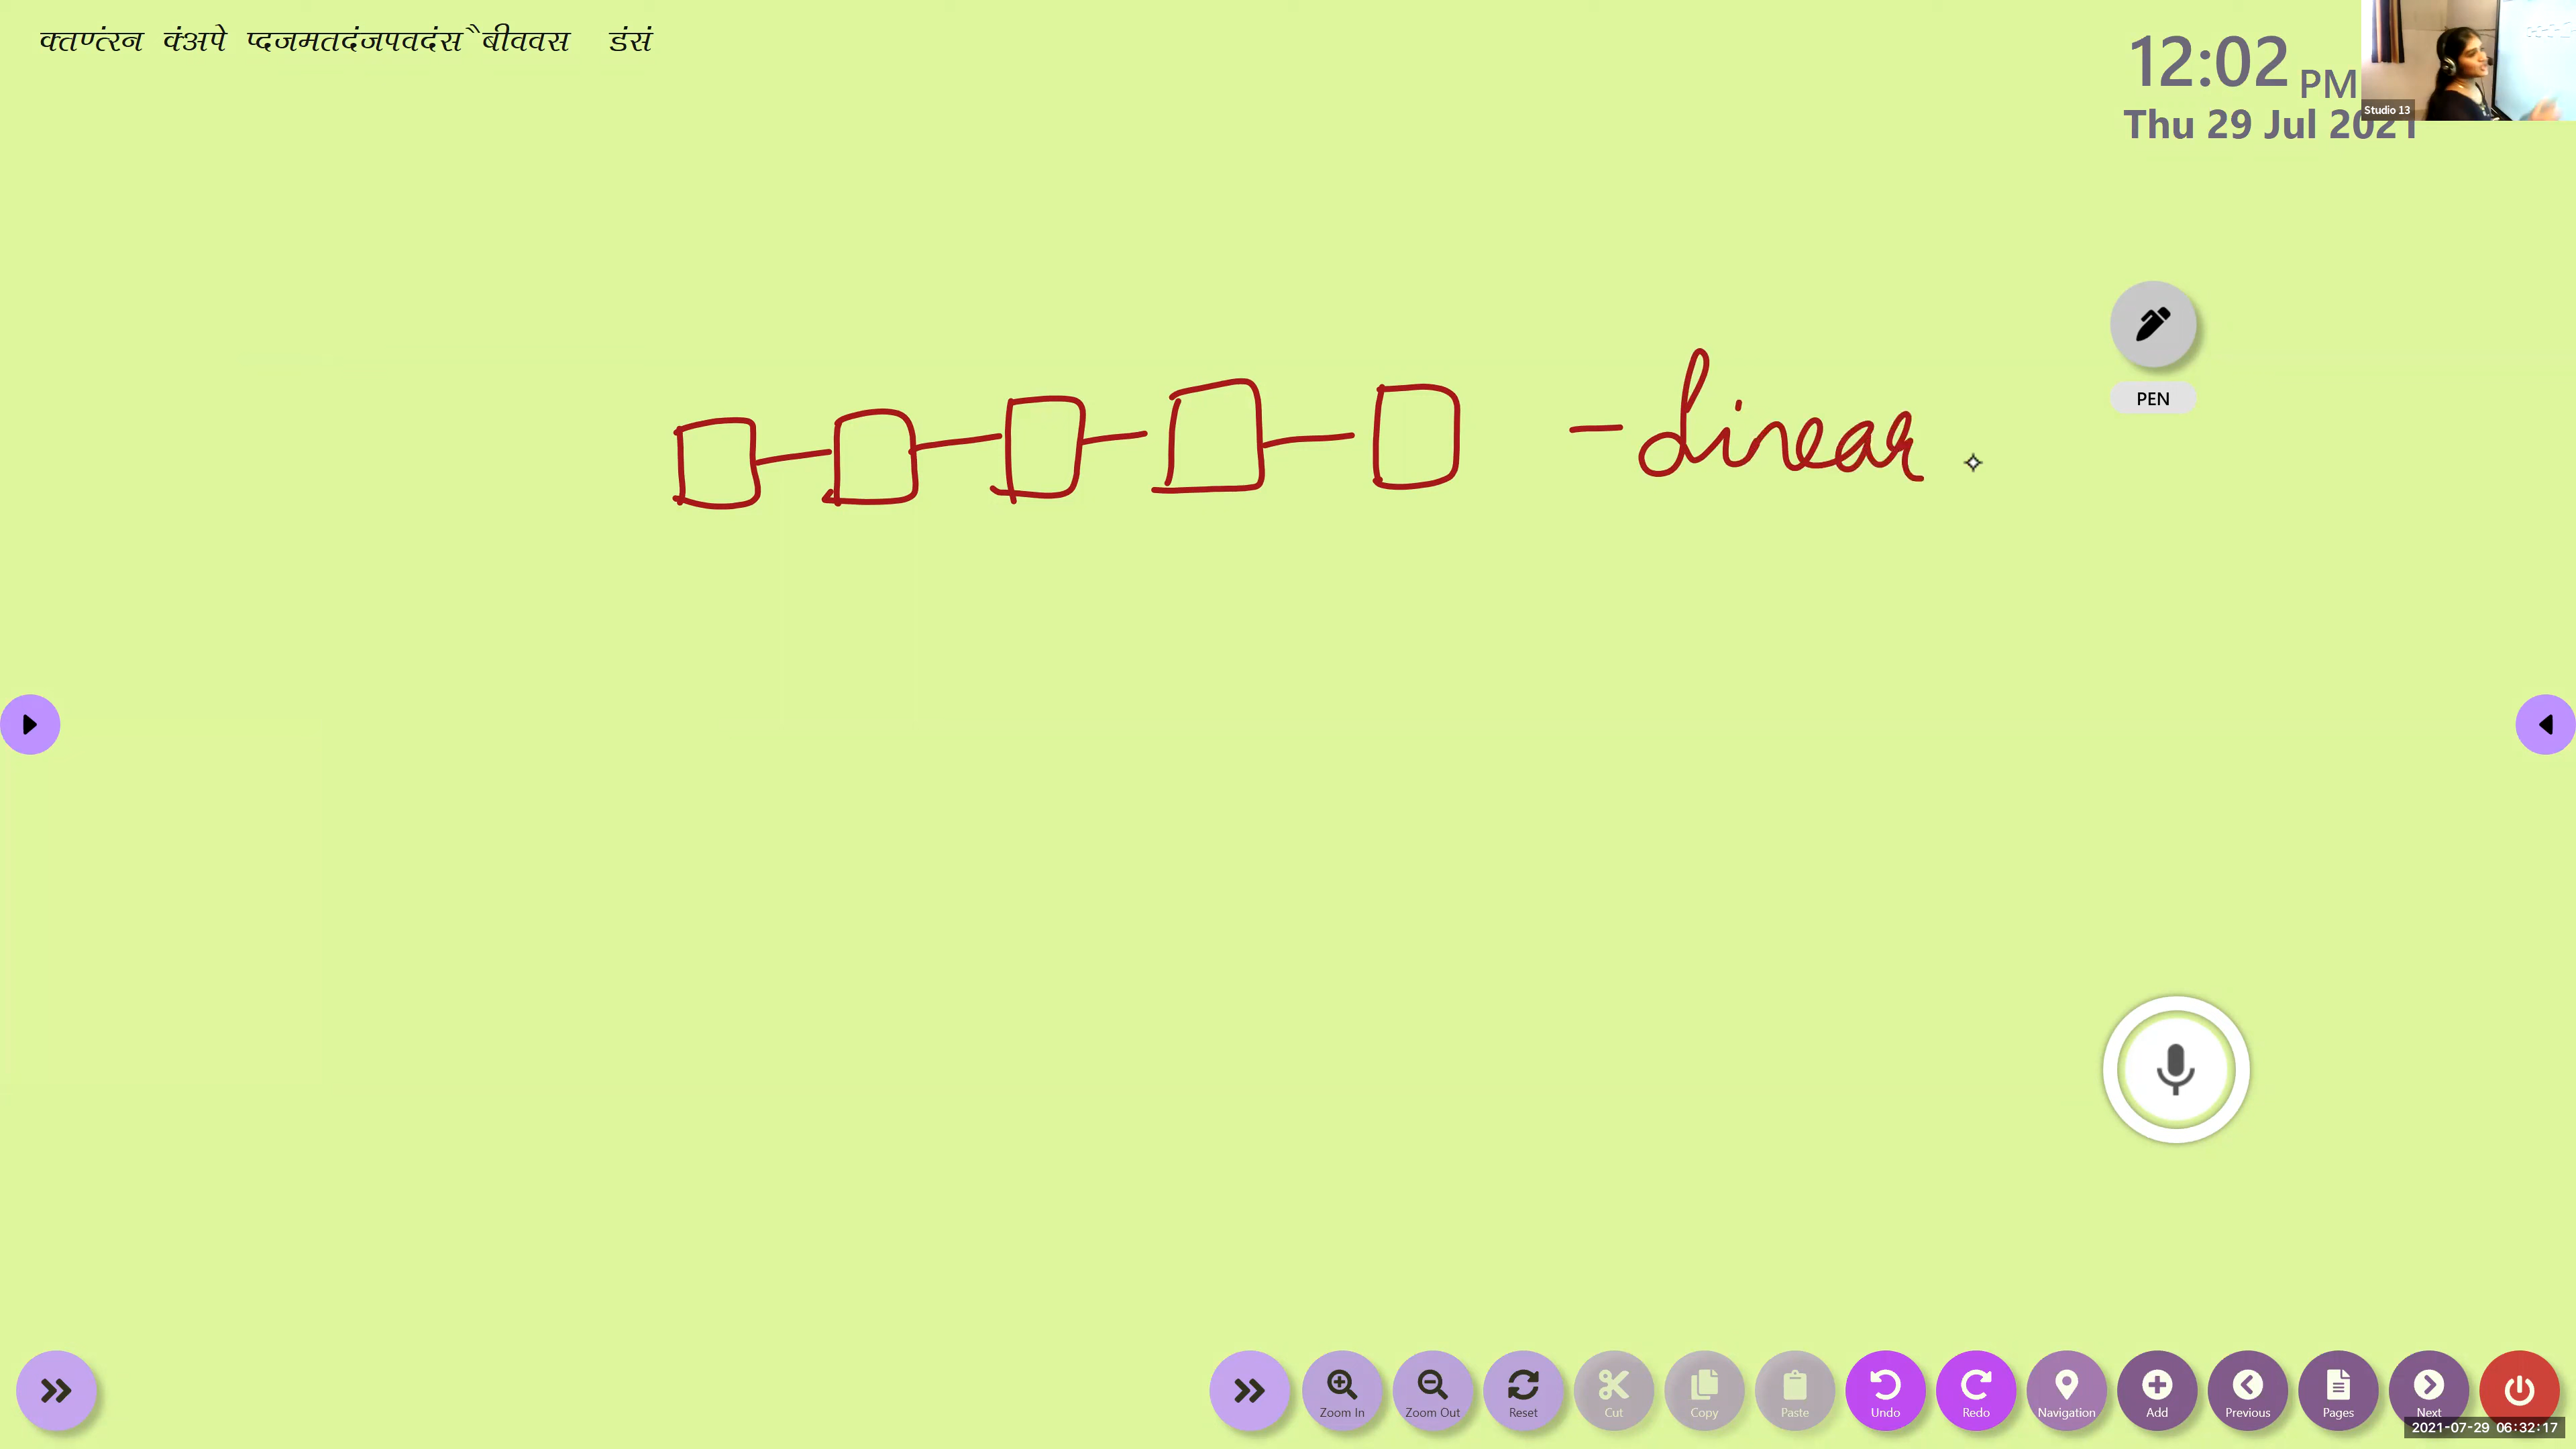 क्तण्ंरन क्ंअपे प्दजमतदंजपवदंस ैबीववस डंसं
12:02 PM
Studio 13
Thu 29 Jul 2021
- Linear
PEN
Zoom In Zoom Out Reset Cut Copy Paste Undo Redo Navigation Add Previous Pages Next
2021-07-29 06:32:17